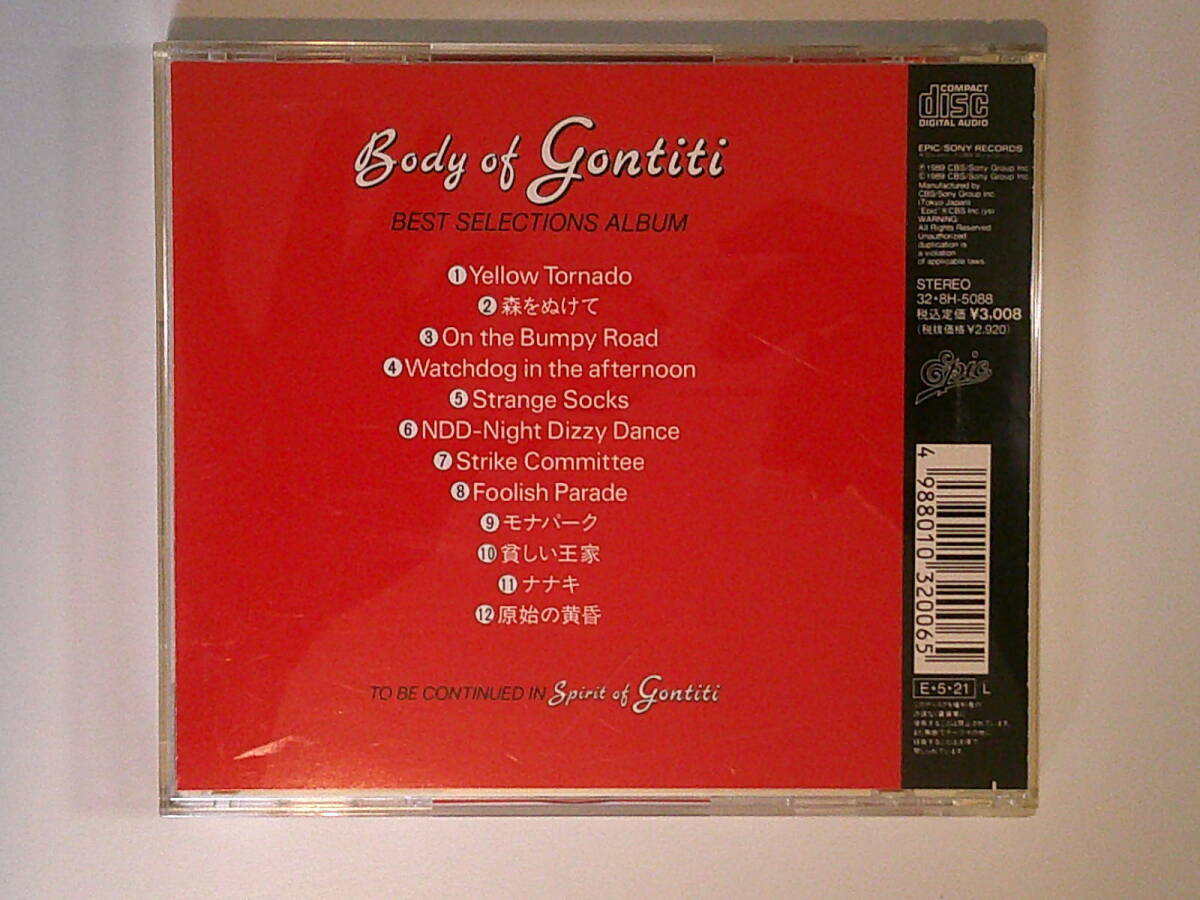 Body of Gontiti
BEST SELECTIONS ALBUM
1 Yellow Tornado
2 森をぬけて
3 On the Bumpy Road
4 Watchdog in the afternoon
5 Strange Socks
6 NDD-Night Dizzy Dance
7 Strike Committee
8 Foolish Parade
9 モナパーク
10 貧しい王家
11 ナナキ
12 原始の黄昏
TO BE CONTINUED IN Spirit of Gontiti
COMPACT
disc
DIGITAL AUDIO
EPIC/SONY RECORDS
℗1989 CBS/Sony Group Inc.
©1989 CBS/Sony Group Inc.
Manufactured by
CBS/Sony Group Inc.
(Tokyo Japan)
"Epic" ® CBS Inc.
WARNING
All Rights Reserved
Unauthorized
duplication is
a violation
of applicable laws.
STEREO
32•8H-5088
税込定価 ¥3,008
(税抜価格 ¥2,920)
Epic
4 988010 320065
E•5•21 L